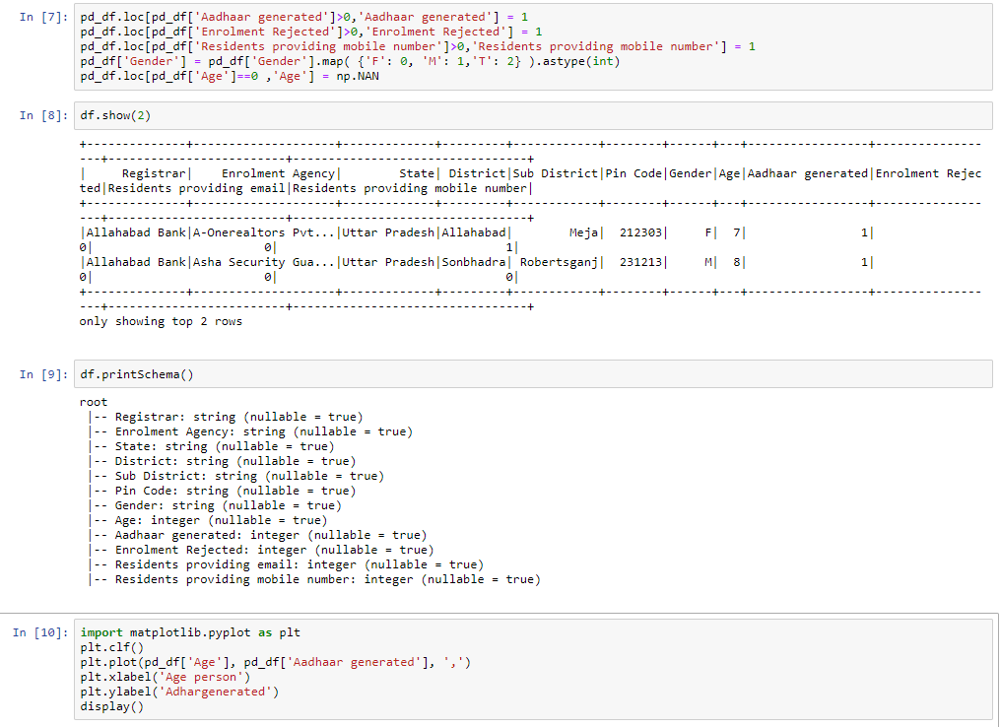 In [7]: pd_df.loc[pd_df['Aadhaar generated']>0,'Aadhaar generated'] = 1
pd_df.loc[pd_df['Enrolment Rejected']>0,'Enrolment Rejected'] = 1
pd_df.loc[pd_df['Residents providing mobile number']>0,'Residents providing mobile number'] = 1
pd_df['Gender'] = pd_df['Gender'].map( {'F': 0, 'M': 1,'T': 2} ).astype(int)
pd_df.loc[pd_df['Age']==0 ,'Age'] = np.NAN
In [8]: df.show(2)
+--------------+--------------------+-------------+---------+------------+--------+------+---+-----------------+---------------
---+-------------------------+---------------------------------+
|     Registrar|    Enrolment Agency|        State| District|Sub District|Pin Code|Gender|Age|Aadhaar generated|Enrolment Rejec
ted|Residents providing email|Residents providing mobile number|
+--------------+--------------------+-------------+---------+------------+--------+------+---+-----------------+---------------
---+-------------------------+---------------------------------+
|Allahabad Bank|A-Onerealtors Pvt...|Uttar Pradesh|Allahabad|        Meja|  212303|     F|  7|                1|
0|                        0|                                1|
|Allahabad Bank|Asha Security Gua...|Uttar Pradesh|Sonbhadra| Robertsganj|  231213|     M|  8|                1|
0|                        0|                                0|
+--------------+--------------------+-------------+---------+------------+--------+------+---+-----------------+---------------
---+-------------------------+---------------------------------+
only showing top 2 rows
In [9]: df.printSchema()
root
|-- Registrar: string (nullable = true)
|-- Enrolment Agency: string (nullable = true)
|-- State: string (nullable = true)
|-- District: string (nullable = true)
|-- Sub District: string (nullable = true)
|-- Pin Code: string (nullable = true)
|-- Gender: string (nullable = true)
|-- Age: integer (nullable = true)
|-- Aadhaar generated: integer (nullable = true)
|-- Enrolment Rejected: integer (nullable = true)
|-- Residents providing email: integer (nullable = true)
|-- Residents providing mobile number: integer (nullable = true)
In [10]: import matplotlib.pyplot as plt
plt.clf()
plt.plot(pd_df['Age'], pd_df['Aadhaar generated'], ',')
plt.xlabel('Age person')
plt.ylabel('Adhargenerated')
display()